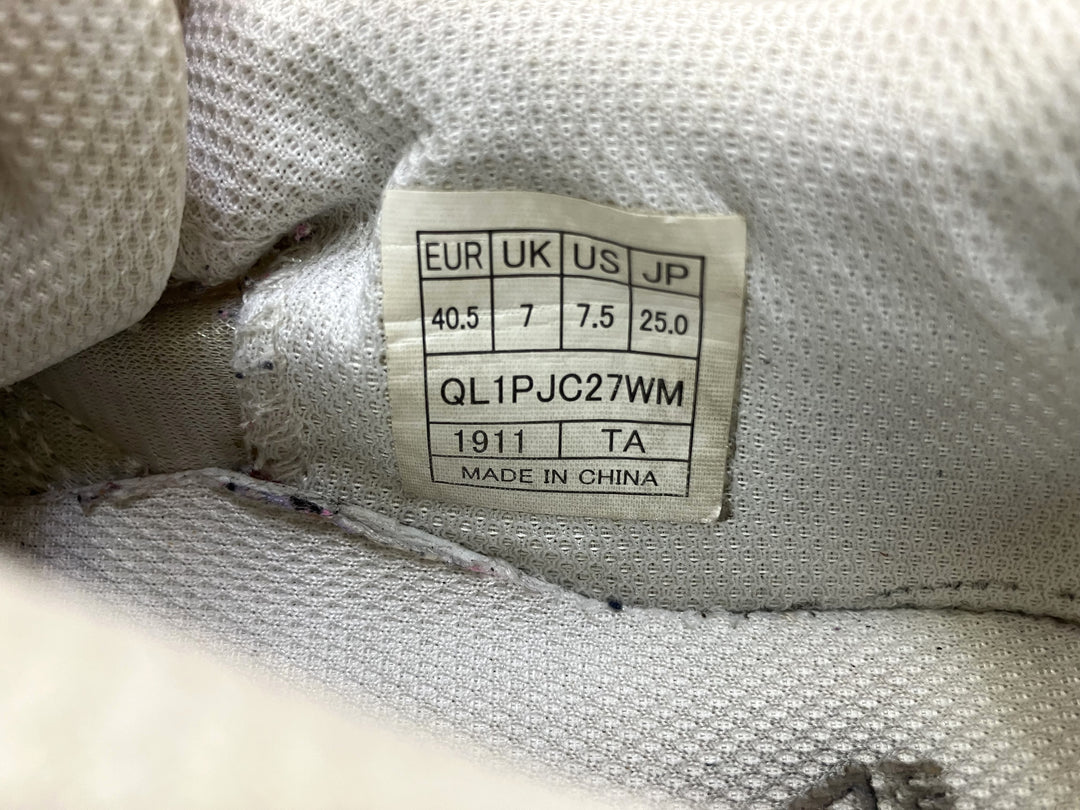 EUR UK US JP
40.5 7 7.5 25.0
QL1PJC27WM
1911 TA
MADE IN CHINA